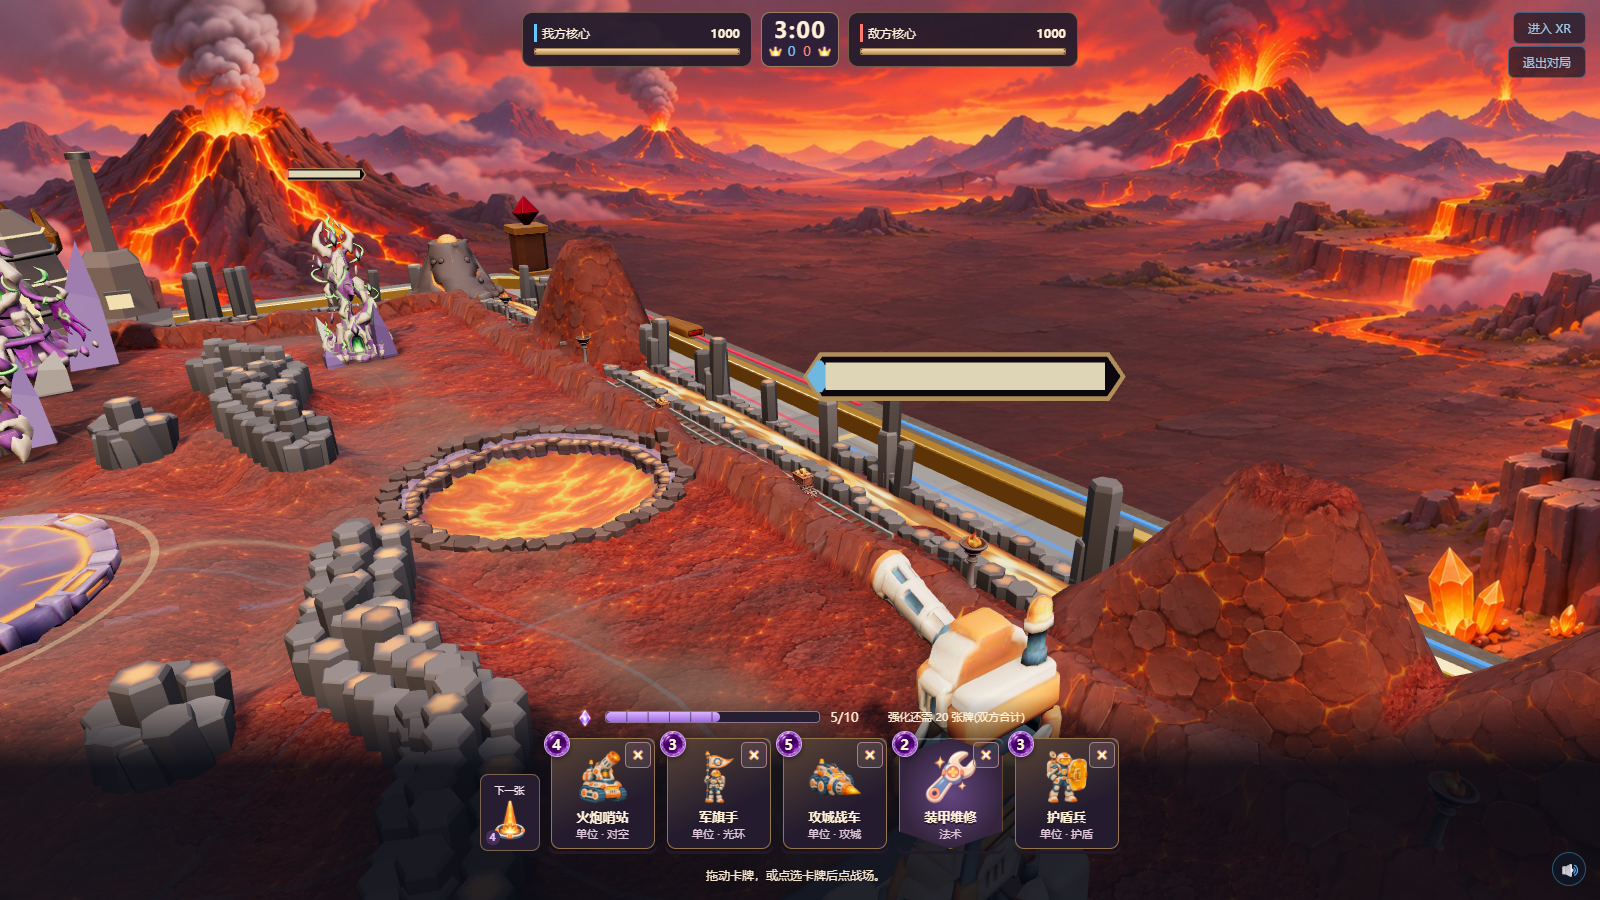 我方核心 1000
3:00
0 0
敌方核心 1000
进入 XR
退出对局
5/10
强化还需 20 张牌(双方合计)
下一张
4
4
火炮哨站
单位 · 对空
3
军旗手
单位 · 光环
5
攻城战车
单位 · 攻城
2
装甲维修
法术
3
护盾兵
单位 · 护盾
拖动卡牌，或点选卡牌后点战场。